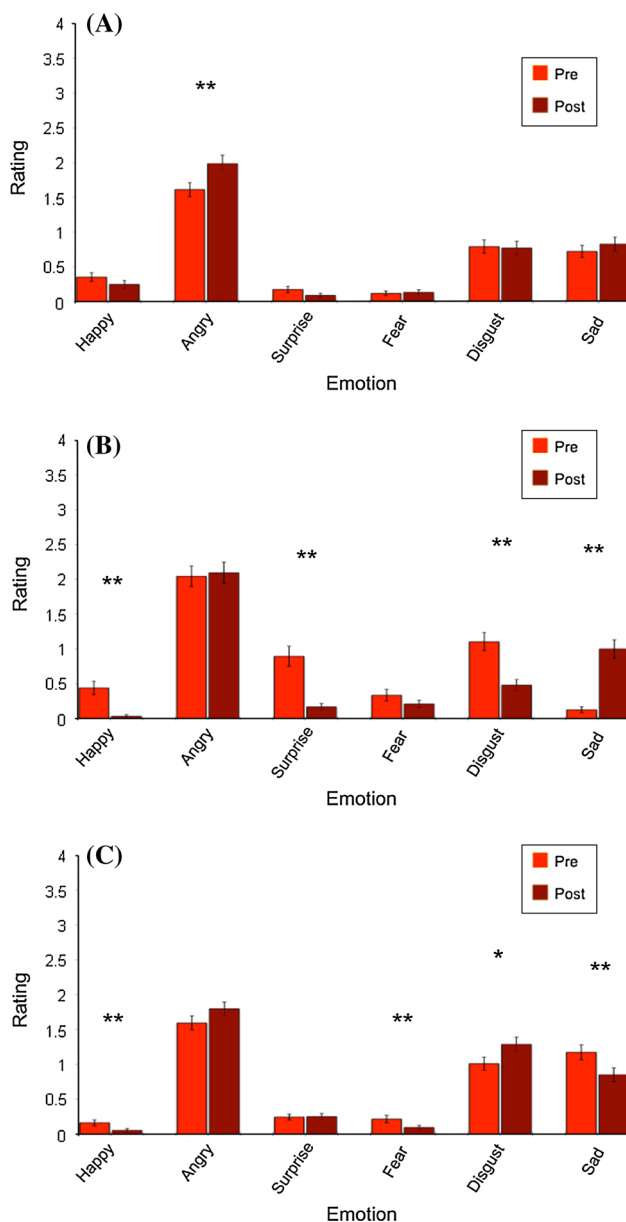 (A)
4
3.5
3
2.5
2
1.5
1
0.5
0
Rating
**
Pre
Post
Happy
Angry
Surprise
Fear
Disgust
Sad
Emotion
(B)
4
3.5
3
2.5
2
1.5
1
0.5
0
Rating
**
**
**
**
Pre
Post
Happy
Angry
Surprise
Fear
Disgust
Sad
Emotion
(C)
4
3.5
3
2.5
2
1.5
1
0.5
0
Rating
**
**
*
**
Pre
Post
Happy
Angry
Surprise
Fear
Disgust
Sad
Emotion